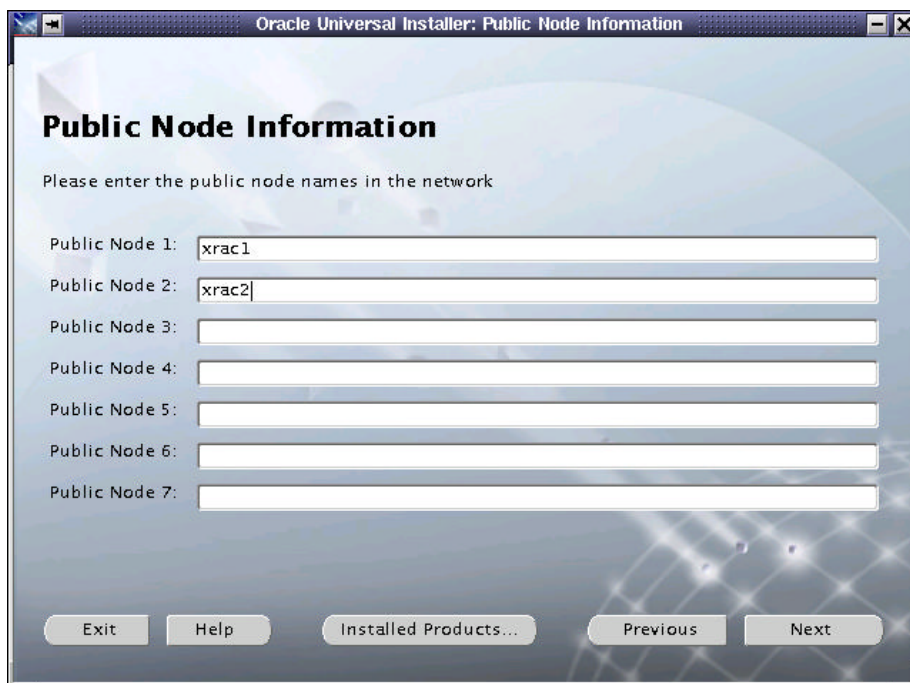 Oracle Universal Installer: Public Node Information
Public Node Information
Please enter the public node names in the network
Public Node 1: xrac1
Public Node 2: xrac2
Public Node 3:
Public Node 4:
Public Node 5:
Public Node 6:
Public Node 7:
Exit Help Installed Products... Previous Next